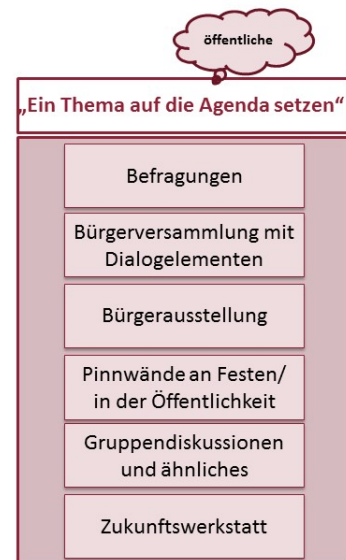 öffentliche
„Ein Thema auf die Agenda setzen“
Befragungen
Bürgerversammlung mit
Dialogelementen
Bürgerausstellung
Pinnwände an Festen/
in der Öffentlichkeit
Gruppendiskussionen
und ähnliches
Zukunftswerkstatt